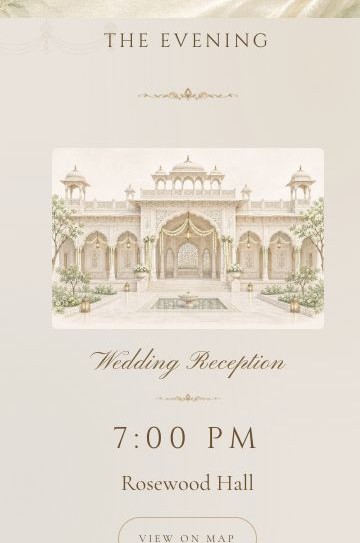 THE EVENING
Wedding Reception
7:00 PM
Rosewood Hall
VIEW ON MAP